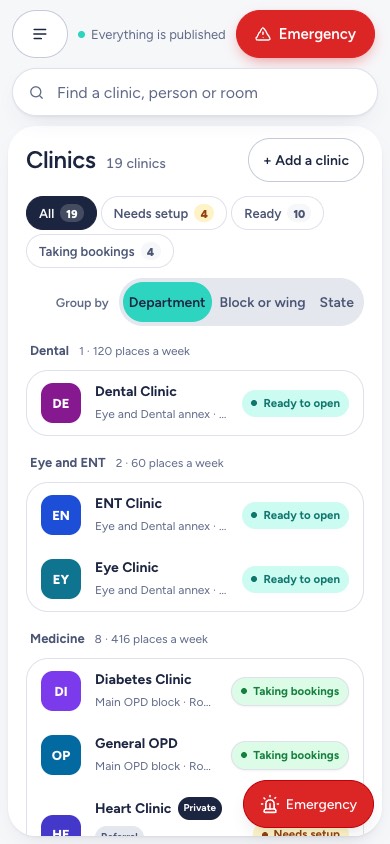 Everything is published
Emergency
Find a clinic, person or room
Clinics 19 clinics
+ Add a clinic
All 19
Needs setup 4
Ready 10
Taking bookings 4
Group by Department Block or wing State
Dental 1 · 120 places a week
DE Dental Clinic
Eye and Dental annex · ...
Ready to open
Eye and ENT 2 · 60 places a week
EN ENT Clinic
Eye and Dental annex · ...
Ready to open
EY Eye Clinic
Eye and Dental annex · ...
Ready to open
Medicine 8 · 416 places a week
DI Diabetes Clinic
Main OPD block · Ro...
Taking bookings
OP General OPD
Main OPD block · Ro...
Taking bookings
HE Heart Clinic Private
Referral
Needs setup
Emergency